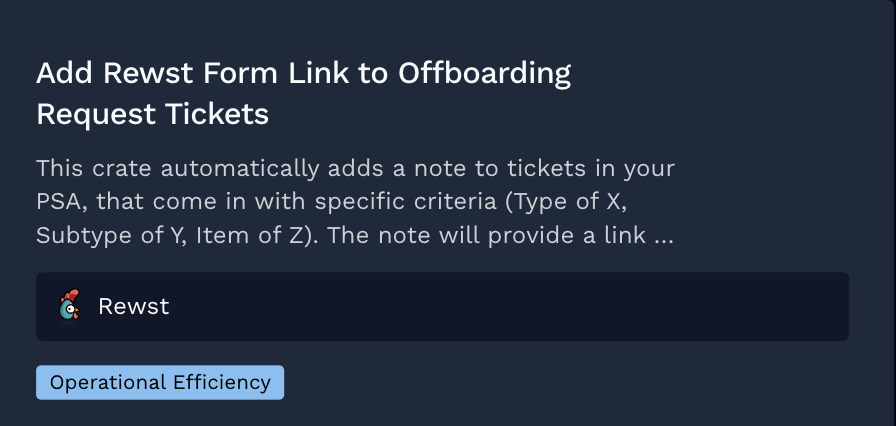 Add Rewst Form Link to Offboarding
Request Tickets
This crate automatically adds a note to tickets in your
PSA, that come in with specific criteria (Type of X,
Subtype of Y, Item of Z). The note will provide a link ...
Rewst
Operational Efficiency